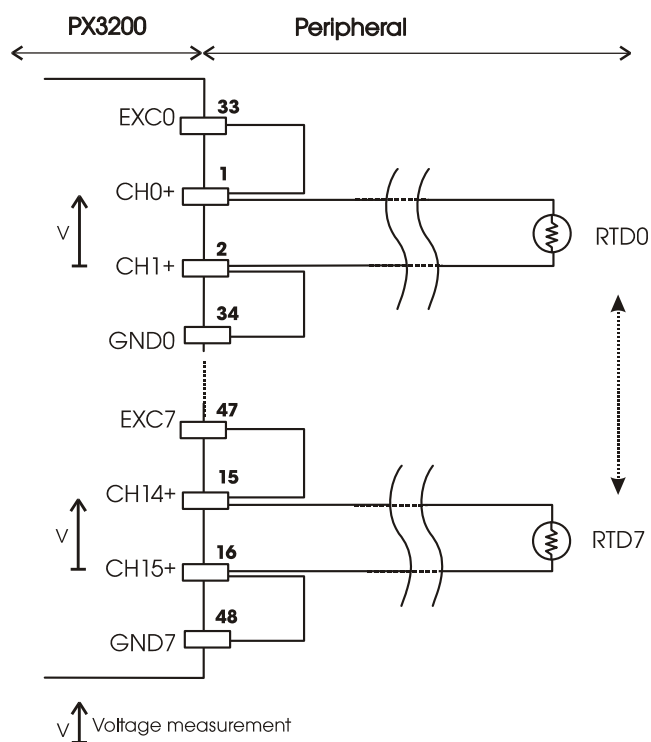 PX3200
Peripheral
EXC0
33
CH0+
1
V
RTD0
CH1+
2
GND0
34
EXC7
47
CH14+
15
V
RTD7
CH15+
16
GND7
48
V
Voltage measurement